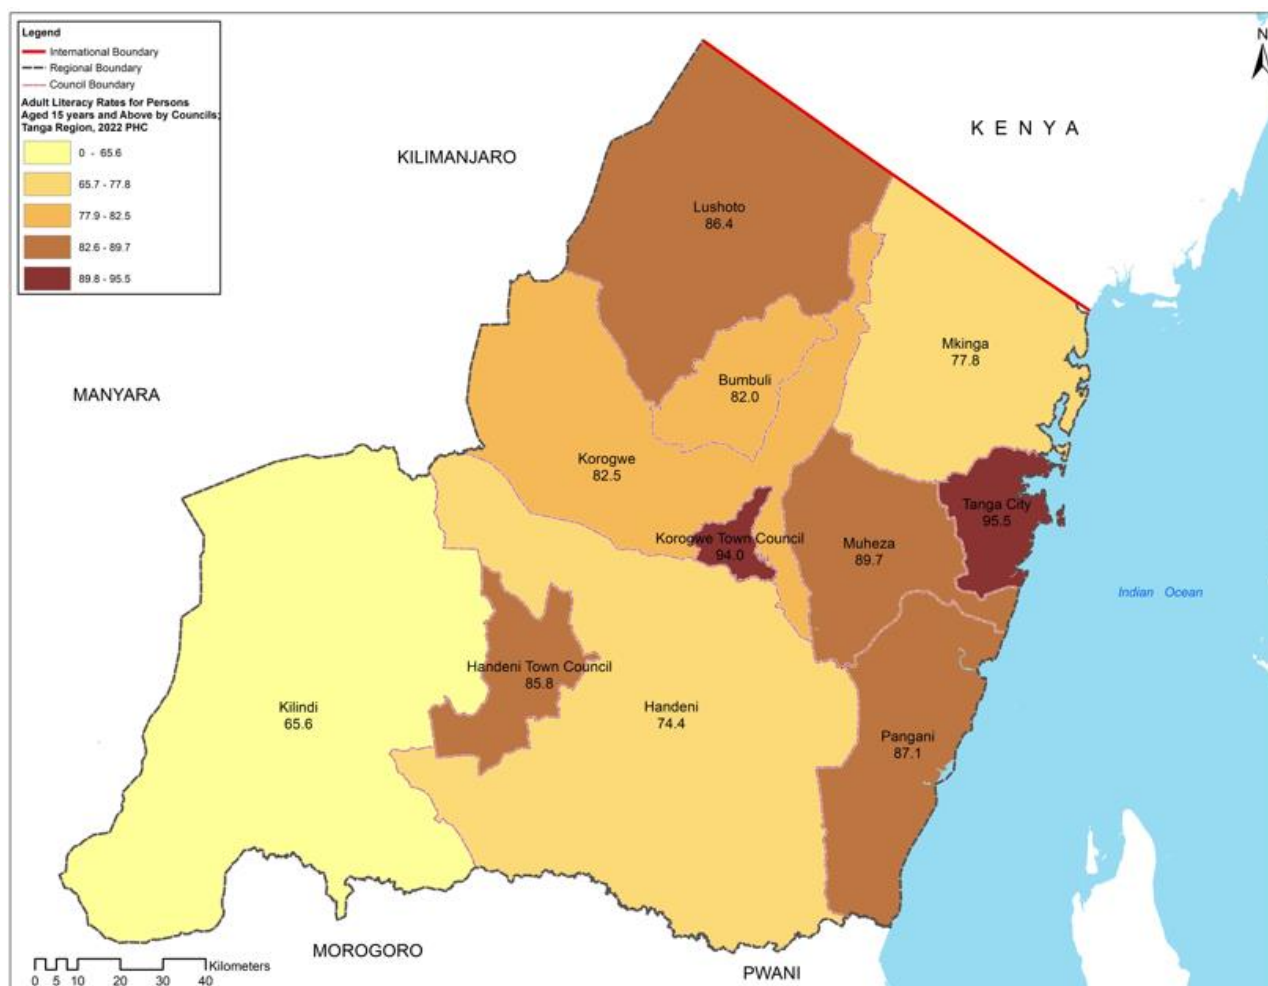 Legend
International Boundary
Regional Boundary
Council Boundary
Adult Literacy Rates for Persons
Aged 15 years and Above by Councils;
Tanga Region, 2022 PHC
0 - 65.6
65.7 - 77.8
77.9 - 82.5
82.6 - 89.7
89.8 - 95.5
N
KENYA
KILIMANJARO
Lushoto
86.4
Mkinga
77.8
Bumbuli
82.0
MANYARA
Korogwe
82.5
Tanga City
95.5
Korogwe Town Council
94.0
Muheza
89.7
Indian Ocean
Handeni Town Council
85.8
Kilindi
65.6
Handeni
74.4
Pangani
87.1
MOROGORO
PWANI
Kilometers
0 5 10 20 30 40